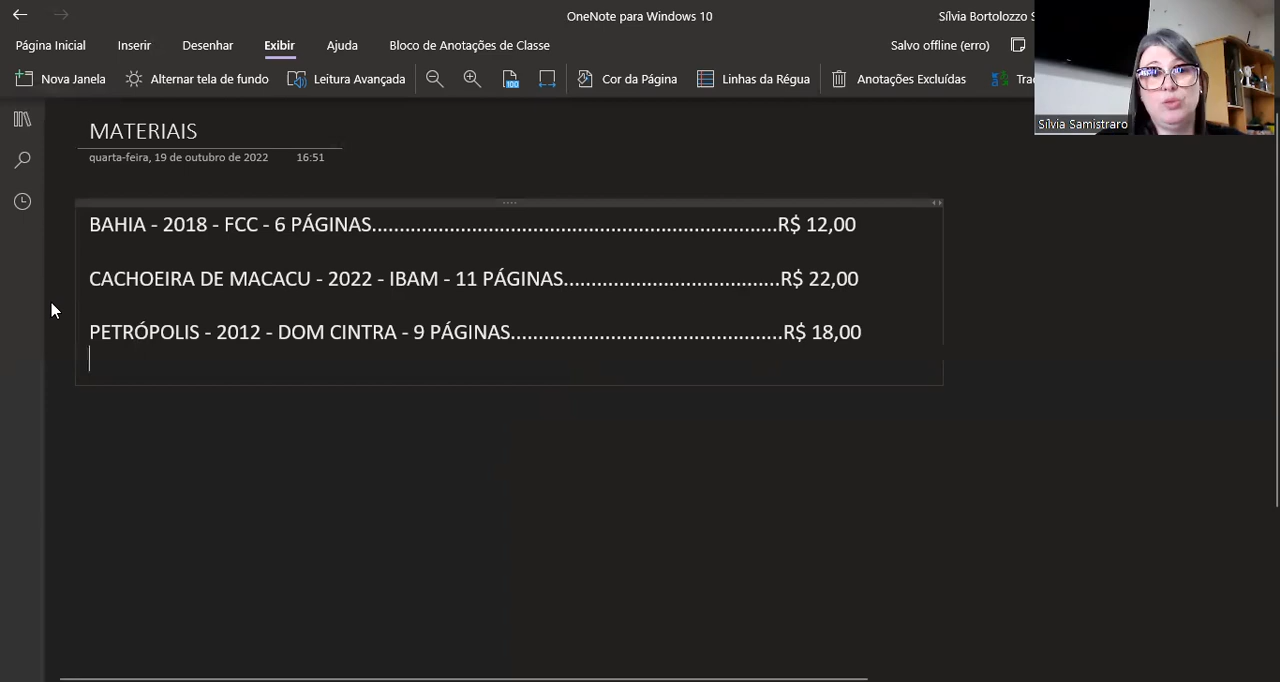 OneNote para Windows 10
Sílvia Bortolozzo S
Página Inicial Inserir Desenhar Exibir Ajuda Bloco de Anotações de Classe Salvo offline (erro)
Nova Janela Alternar tela de fundo Leitura Avançada 100 Cor da Página Linhas da Régua Anotações Excluídas
Sílvia Samistraro
MATERIAIS
quarta-feira, 19 de outubro de 2022 16:51
BAHIA - 2018 - FCC - 6 PÁGINAS.........................................................................R$ 12,00
CACHOEIRA DE MACACU - 2022 - IBAM - 11 PÁGINAS.......................................R$ 22,00
PETRÓPOLIS - 2012 - DOM CINTRA - 9 PÁGINAS.................................................R$ 18,00